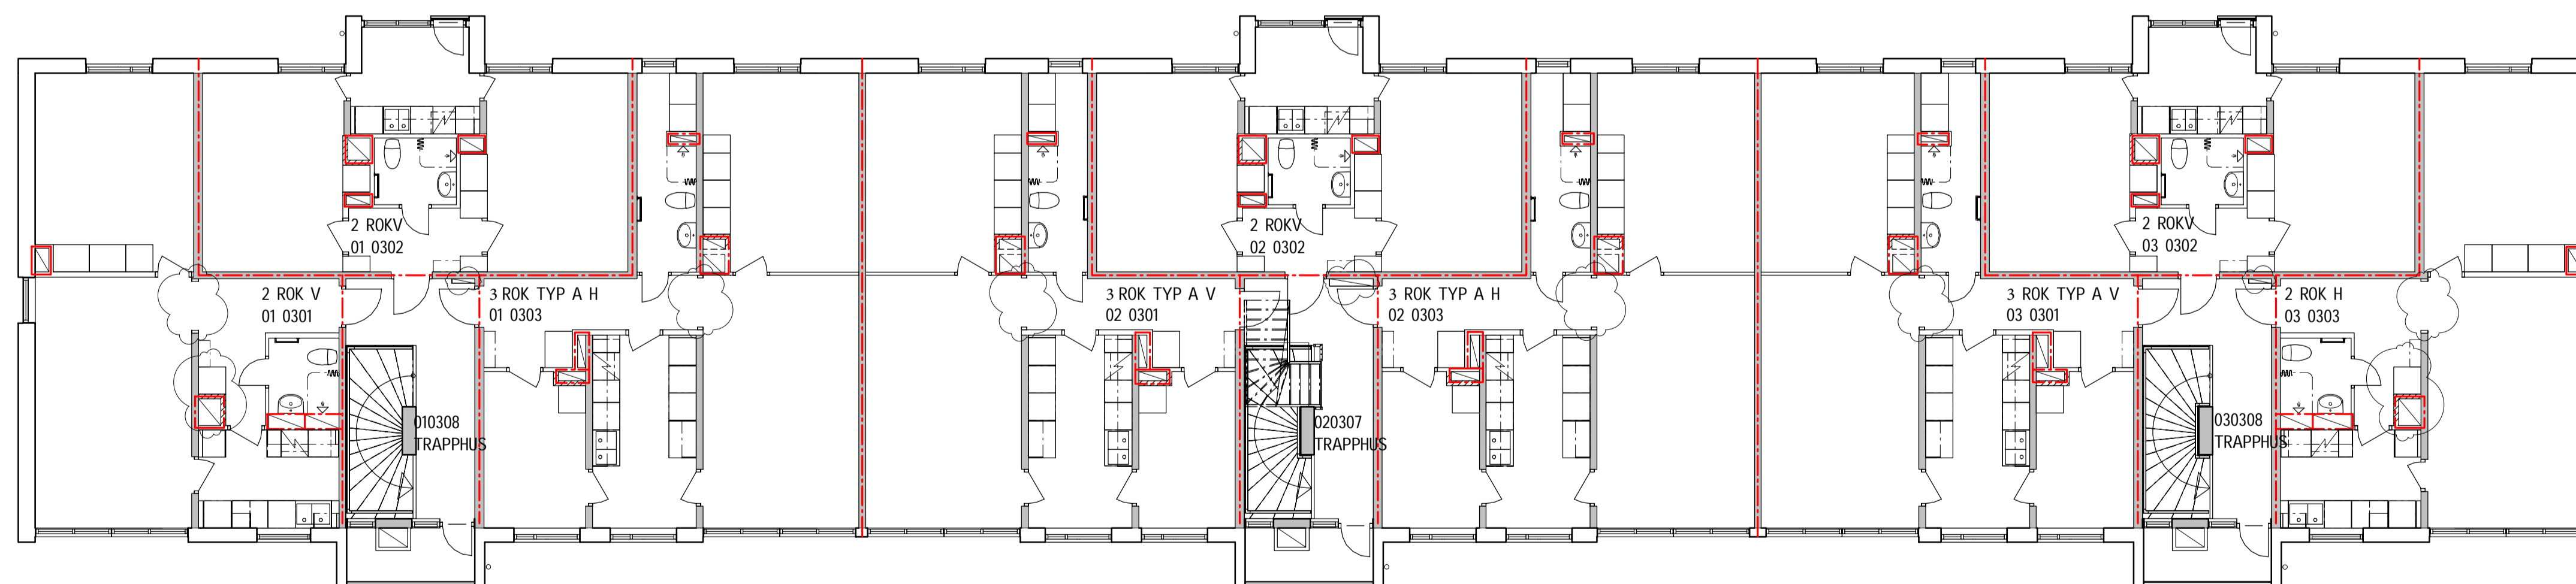 2 ROKV
01 0302
2 ROKV
02 0302
2 ROKV
03 0302
2 ROK V
01 0301
3 ROK TYP A H
01 0303
3 ROK TYP A V
02 0301
3 ROK TYP A H
02 0303
3 ROK TYP A V
03 0301
2 ROK H
03 0303
010308
TRAPPHUS
020307
TRAPPHUS
030308
TRAPPHUS